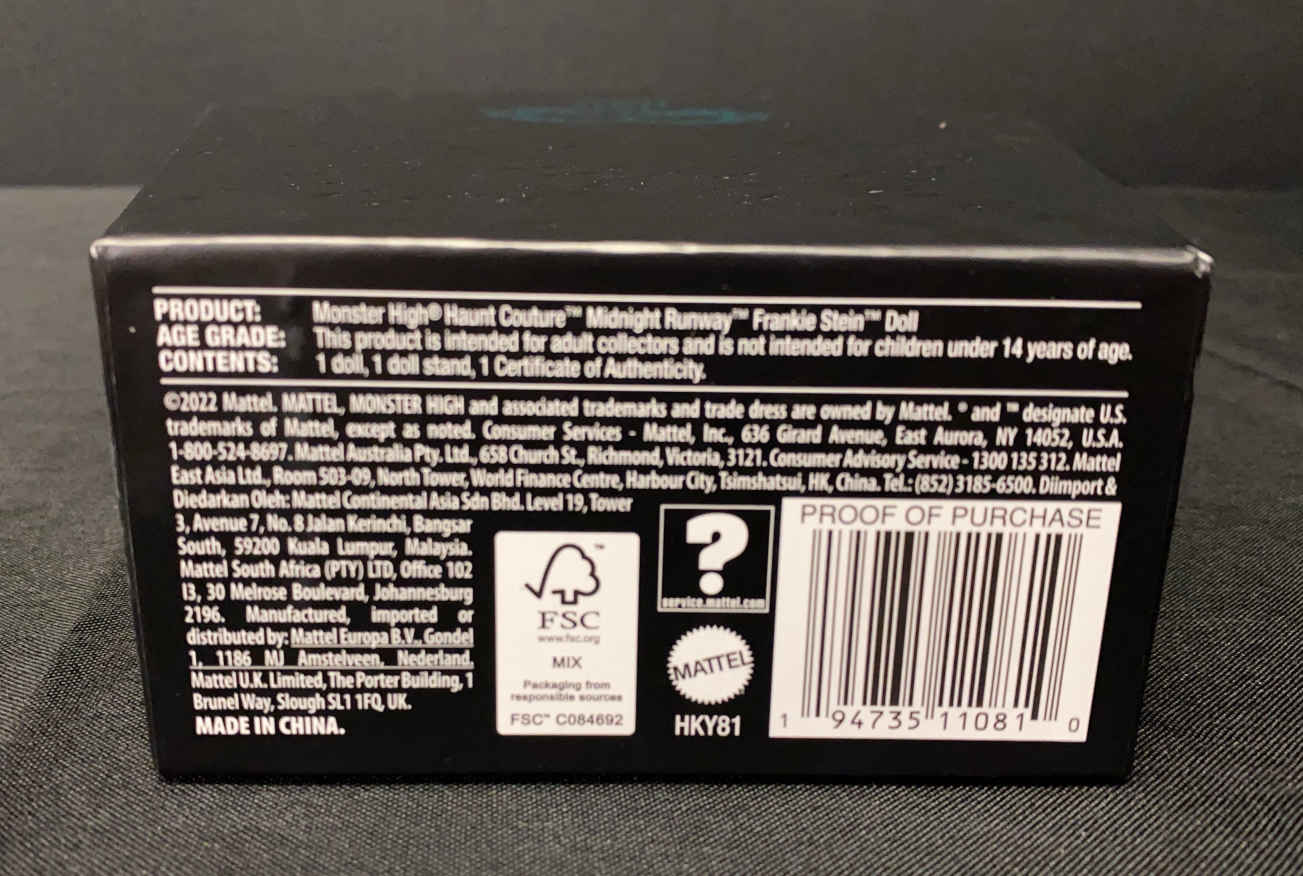 PRODUCT: Monster High® Haunt Couture™ Midnight Runway™ Frankie Stein™ Doll
AGE GRADE: This product is intended for adult collectors and is not intended for children under 14 years of age.
CONTENTS: 1 doll, 1 doll stand, 1 Certificate of Authenticity.
©2022 Mattel. MATTEL, MONSTER HIGH and associated trademarks and trade dress are owned by Mattel. ® and ™ designate U.S.
trademarks of Mattel, except as noted. Consumer Services - Mattel, Inc., 636 Girard Avenue, East Aurora, NY 14052, U.S.A.
1-800-524-8697. Mattel Australia Pty. Ltd., 658 Church St., Richmond, Victoria, 3121. Consumer Advisory Service - 1300 135 312. Mattel
East Asia Ltd., Room 503-09, North Tower, World Finance Centre, Harbour City, Tsimshatsui, HK, China. Tel.: (852) 3185-6500. Diimport &
Diedarkan Oleh: Mattel Continental Asia Sdn Bhd. Level 19, Tower
3, Avenue 7, No. 8 Jalan Kerinchi, Bangsar
South, 59200 Kuala Lumpur, Malaysia.
Mattel South Africa (PTY) LTD, Office 102
I3, 30 Melrose Boulevard, Johannesburg
2196. Manufactured, imported or
distributed by: Mattel Europa B.V., Gondel
1, 1186 MJ Amstelveen, Nederland.
Mattel U.K. Limited, The Porter Building, 1
Brunel Way, Slough SL1 1FQ, UK.
MADE IN CHINA.
™
FSC
www.fsc.org
MIX
Packaging from
responsible sources
FSC™ C084692
?
service.mattel.com
MATTEL
HKY81
PROOF OF PURCHASE
1 94735 11081 0